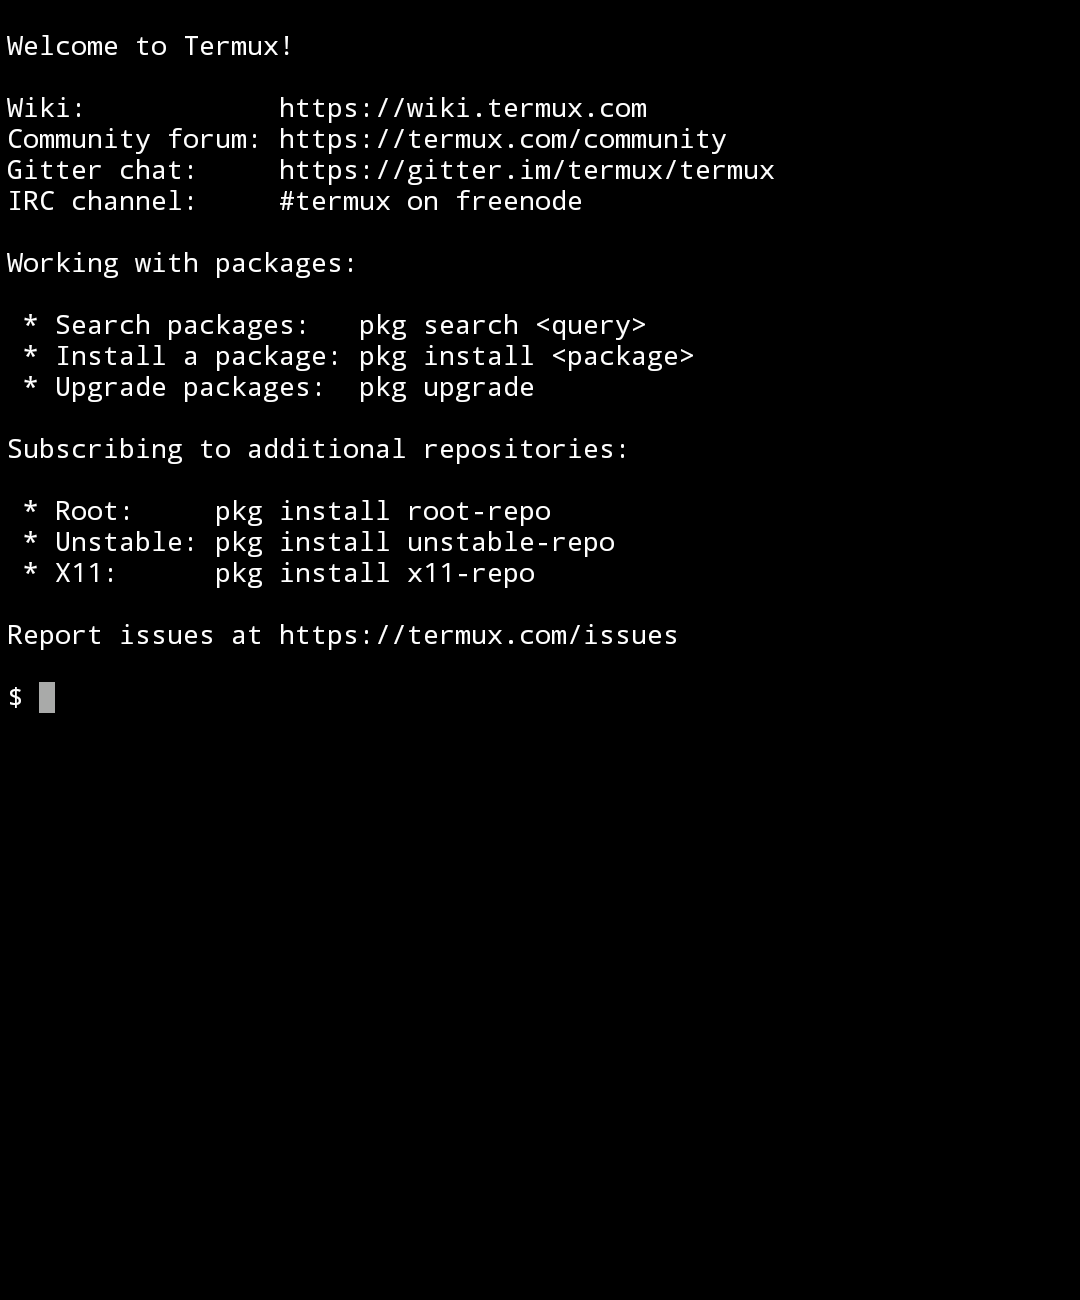 Welcome to Termux!
Wiki:            https://wiki.termux.com
Community forum: https://termux.com/community
Gitter chat:     https://gitter.im/termux/termux
IRC channel:     #termux on freenode
Working with packages:
 * Search packages:   pkg search <query>
 * Install a package: pkg install <package>
 * Upgrade packages:  pkg upgrade
Subscribing to additional repositories:
 * Root:     pkg install root-repo
 * Unstable: pkg install unstable-repo
 * X11:      pkg install x11-repo
Report issues at https://termux.com/issues
$